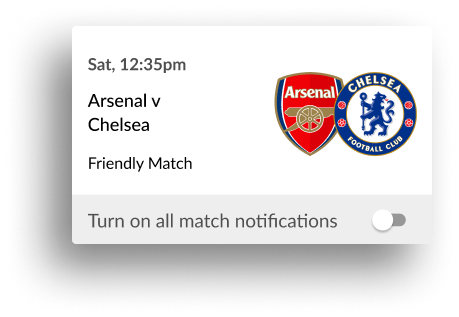 Sat, 12:35pm
Arsenal v
Chelsea
Friendly Match
Arsenal
CHELSEA
FOOTBALL CLUB
Turn on all match notifications